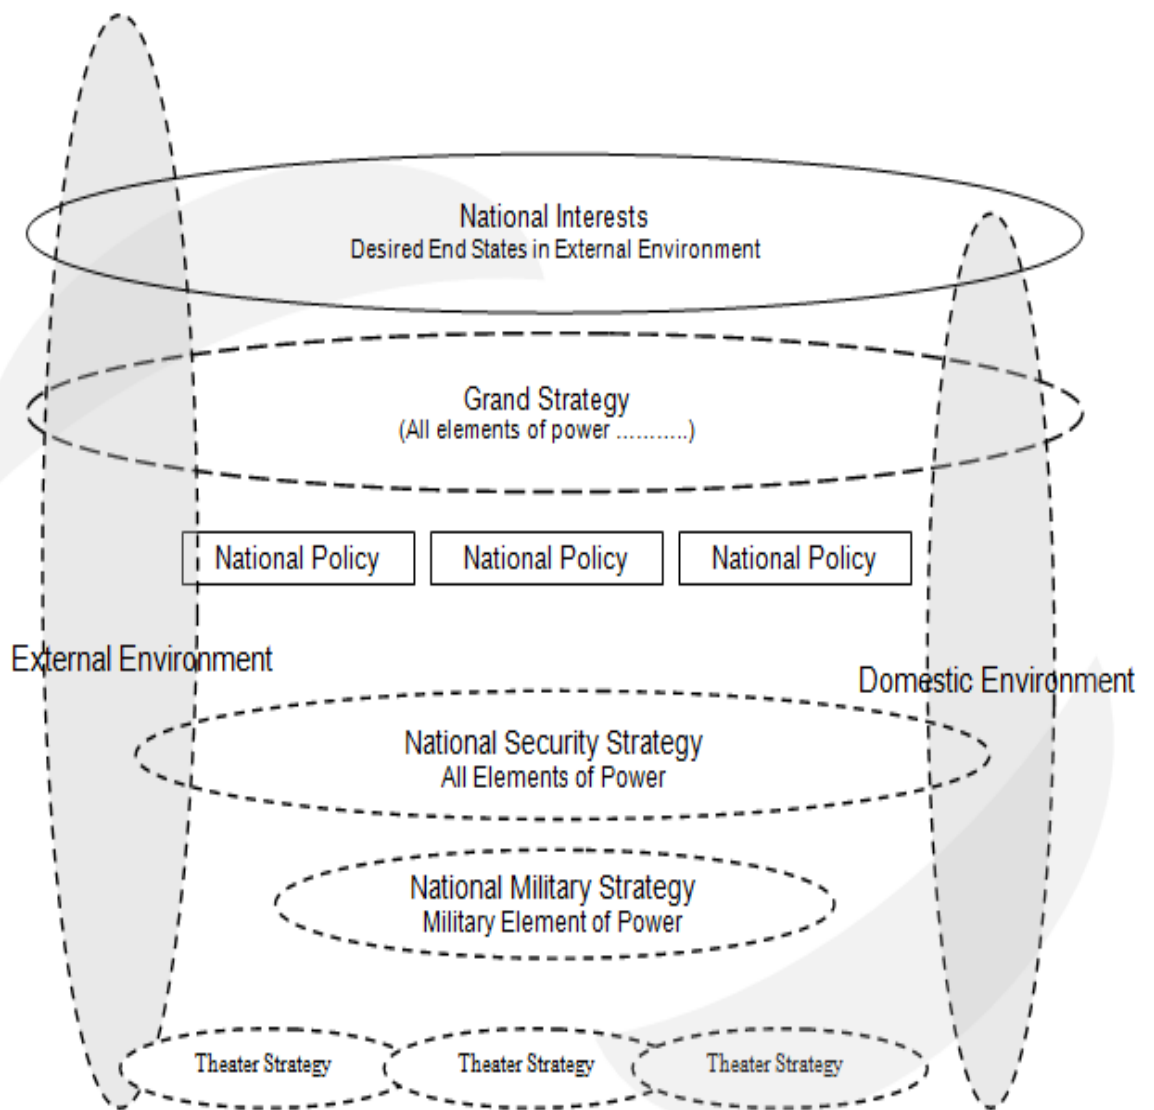 National Interests
Desired End States in External Environment
Grand Strategy
(All elements of power ...........)
National Policy
National Policy
National Policy
External Environment
Domestic Environment
National Security Strategy
All Elements of Power
National Military Strategy
Military Element of Power
Theater Strategy
Theater Strategy
Theater Strategy